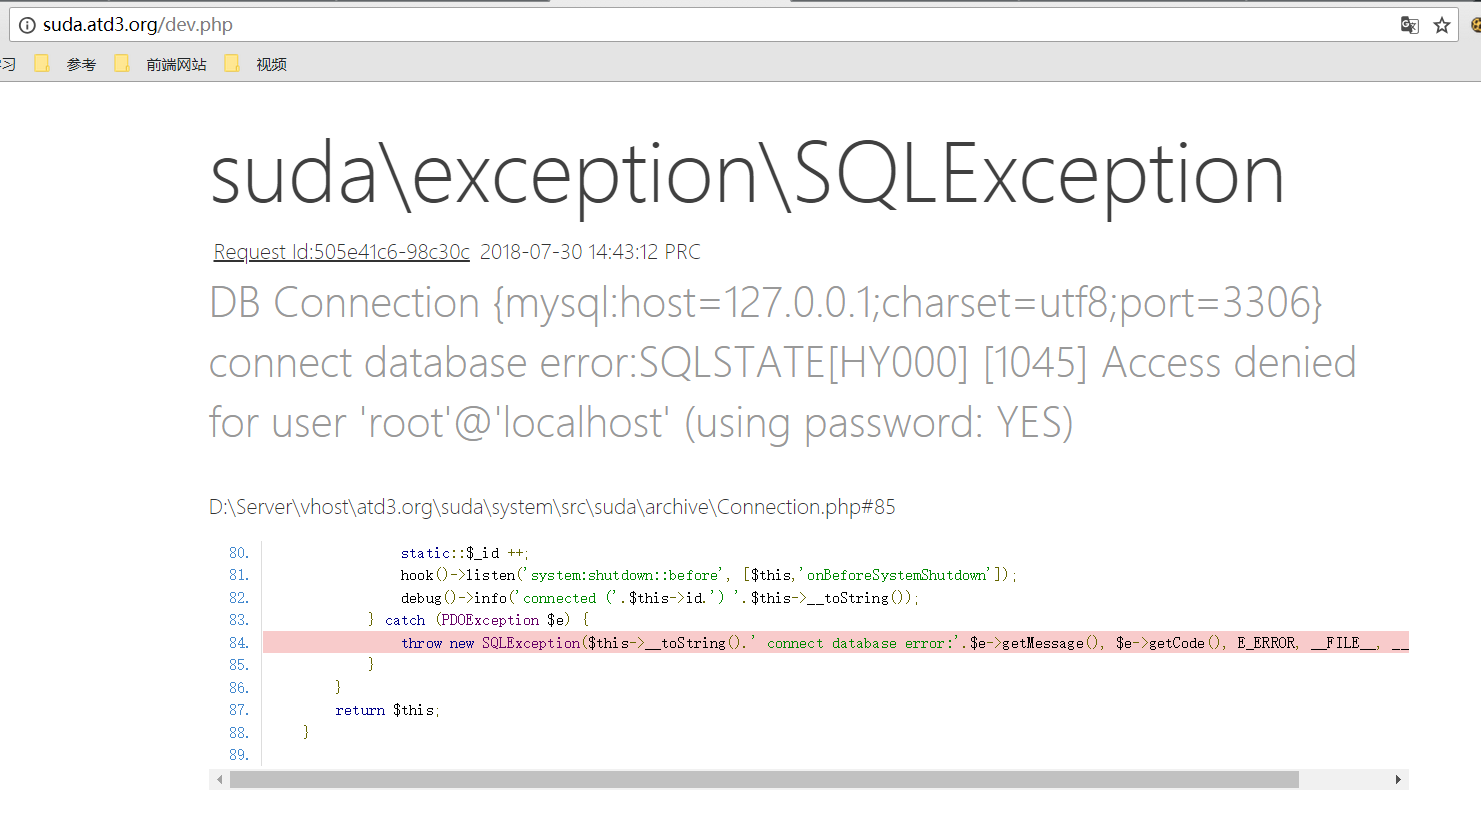 suda.atd3.org/dev.php
习 参考 前端网站 视频
suda\exception\SQLException
Request Id:505e41c6-98c30c 2018-07-30 14:43:12 PRC
DB Connection {mysql:host=127.0.0.1;charset=utf8;port=3306}
connect database error:SQLSTATE[HY000] [1045] Access denied
for user 'root'@'localhost' (using password: YES)
D:\Server\vhost\atd3.org\suda\system\src\suda\archive\Connection.php#85
80. static::$_id ++;
81. hook()->listen('system:shutdown::before', [$this,'onBeforeSystemShutdown']);
82. debug()->info('connected ('.$this->id.') '.$this->__toString());
83. } catch (PDOException $e) {
84. throw new SQLException($this->__toString().' connect database error:'.$e->getMessage(), $e->getCode(), E_ERROR, __FILE__, __
85. }
86. }
87. return $this;
88. }
89.